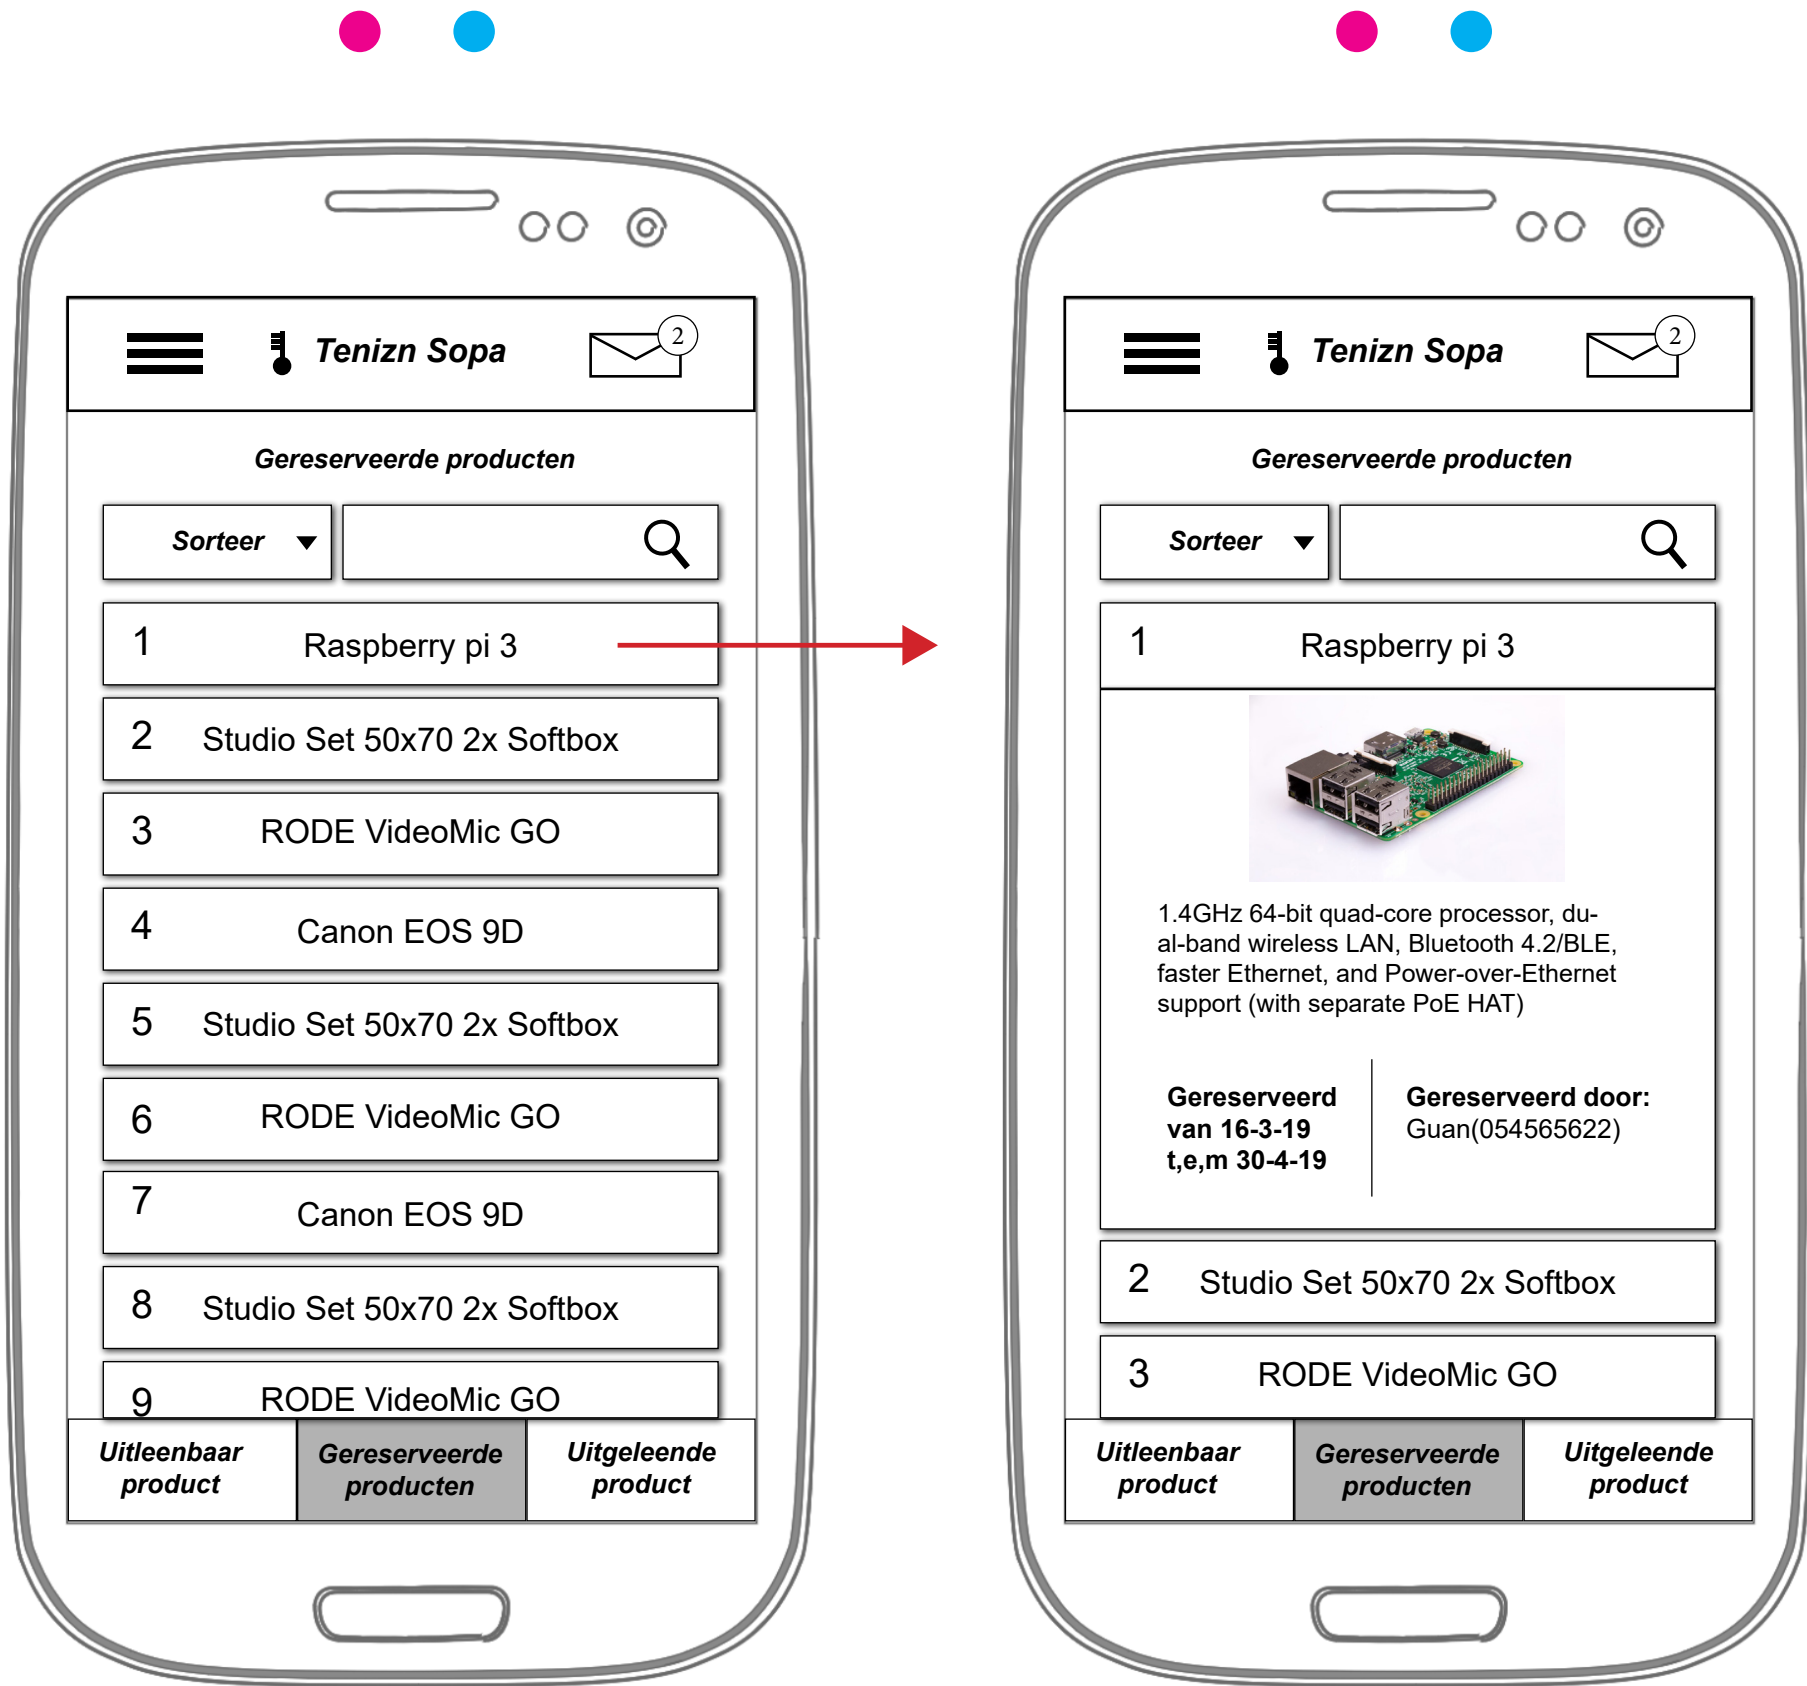 Tenizn Sopa
2
Gereserveerde producten
Sorteer
1 Raspberry pi 3
2 Studio Set 50x70 2x Softbox
3 RODE VideoMic GO
4 Canon EOS 9D
5 Studio Set 50x70 2x Softbox
6 RODE VideoMic GO
7 Canon EOS 9D
8 Studio Set 50x70 2x Softbox
9 RODE VideoMic GO
Uitleenbaar
product
Gereserveerde
producten
Uitgeleende
product
Tenizn Sopa
2
Gereserveerde producten
Sorteer
1 Raspberry pi 3
1.4GHz 64-bit quad-core processor, du-
al-band wireless LAN, Bluetooth 4.2/BLE,
faster Ethernet, and Power-over-Ethernet
support (with separate PoE HAT)
Gereserveerd
van 16-3-19
t,e,m 30-4-19
Gereserveerd door:
Guan(054565622)
2 Studio Set 50x70 2x Softbox
3 RODE VideoMic GO
Uitleenbaar
product
Gereserveerde
producten
Uitgeleende
product